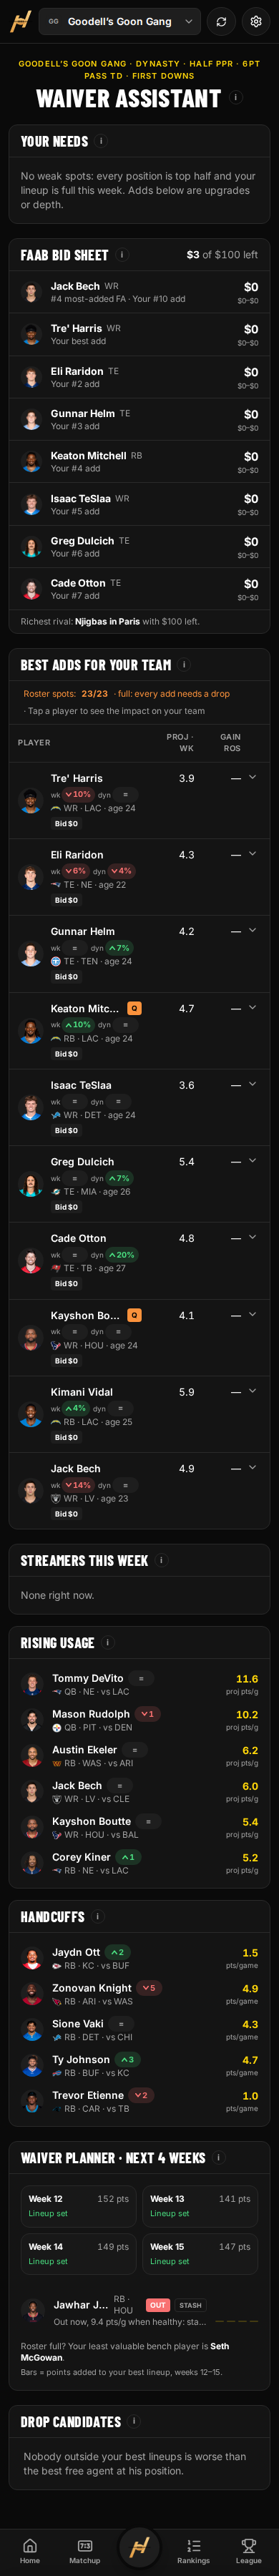 GG Goodell's Goon Gang
GOODELL'S GOON GANG · DYNASTY · HALF PPR · 6PT
PASS TD · FIRST DOWNS
WAIVER ASSISTANT i
YOUR NEEDS i
No weak spots: every position is top half and your
lineup is full this week. Adds below are upgrades
or depth.
FAAB BID SHEET i $3 of $100 left
Jack Bech WR $0
#4 most-added FA · Your #10 add $0–$0
Tre' Harris WR $0
Your best add $0–$0
Eli Raridon TE $0
Your #2 add $0–$0
Gunnar Helm TE $0
Your #3 add $0–$0
Keaton Mitchell RB $0
Your #4 add $0–$0
Isaac TeSlaa WR $0
Your #5 add $0–$0
Greg Dulcich TE $0
Your #6 add $0–$0
Cade Otton TE $0
Your #7 add $0–$0
Richest rival: Njigbas in Paris with $100 left.
BEST ADDS FOR YOUR TEAM i
Roster spots: 23/23 · full: every add needs a drop
· Tap a player to see the impact on your team
PLAYER PROJ · WK GAIN ROS
Tre' Harris 3.9 —
wk 10% dyn =
WR · LAC · age 24
Bid $0
Eli Raridon 4.3 —
wk 6% dyn 4%
TE · NE · age 22
Bid $0
Gunnar Helm 4.2 —
wk = dyn 7%
TE · TEN · age 24
Bid $0
Keaton Mitc... Q 4.7 —
wk 10% dyn =
RB · LAC · age 24
Bid $0
Isaac TeSlaa 3.6 —
wk = dyn =
WR · DET · age 24
Bid $0
Greg Dulcich 5.4 —
wk = dyn 7%
TE · MIA · age 26
Bid $0
Cade Otton 4.8 —
wk = dyn 20%
TE · TB · age 27
Bid $0
Kayshon Bo... Q 4.1 —
wk = dyn =
WR · HOU · age 24
Bid $0
Kimani Vidal 5.9 —
wk 4% dyn =
RB · LAC · age 25
Bid $0
Jack Bech 4.9 —
wk 14% dyn =
WR · LV · age 23
Bid $0
STREAMERS THIS WEEK i
None right now.
RISING USAGE i
Tommy DeVito = 11.6
QB · NE · vs LAC proj pts/g
Mason Rudolph 1 10.2
QB · PIT · vs DEN proj pts/g
Austin Ekeler = 6.2
RB · WAS · vs ARI proj pts/g
Jack Bech = 6.0
WR · LV · vs CLE proj pts/g
Kayshon Boutte = 5.4
WR · HOU · vs BAL proj pts/g
Corey Kiner 1 5.2
RB · NE · vs LAC proj pts/g
HANDCUFFS i
Jaydn Ott 2 1.5
RB · KC · vs BUF pts/game
Zonovan Knight 5 4.9
RB · ARI · vs WAS pts/game
Sione Vaki = 4.3
RB · DET · vs CHI pts/game
Ty Johnson 3 4.7
RB · BUF · vs KC pts/game
Trevor Etienne 2 1.0
RB · CAR · vs TB pts/game
WAIVER PLANNER · NEXT 4 WEEKS i
Week 12 152 pts
Lineup set
Week 13 141 pts
Lineup set
Week 14 149 pts
Lineup set
Week 15 147 pts
Lineup set
Jawhar J... RB · HOU OUT STASH
Out now, 9.4 pts/g when healthy: sta...
Roster full? Your least valuable bench player is Seth
McGowan.
Bars = points added to your best lineup, weeks 12–15.
DROP CANDIDATES i
Nobody outside your best lineups is worse than
the best free agent at his position.
Home Matchup Rankings League